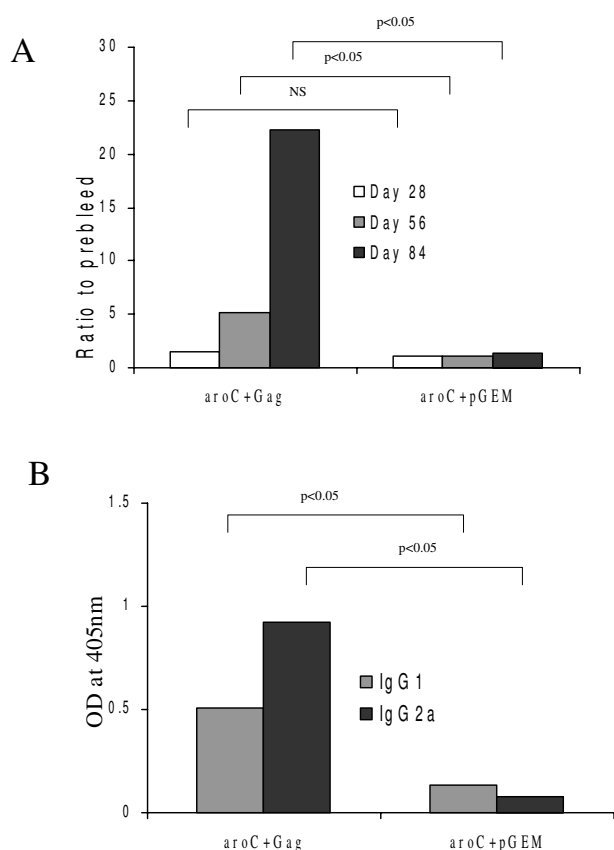 A
p<0.05
p<0.05
NS
30
25
20
15
10
5
0
Ratio to prebleed
Day 28
Day 56
Day 84
aroC+Gag
aroC+pGEM
B
p<0.05
p<0.05
1.5
1
0.5
0
OD at 405nm
IgG1
IgG2a
aroC+Gag
aroC+pGEM